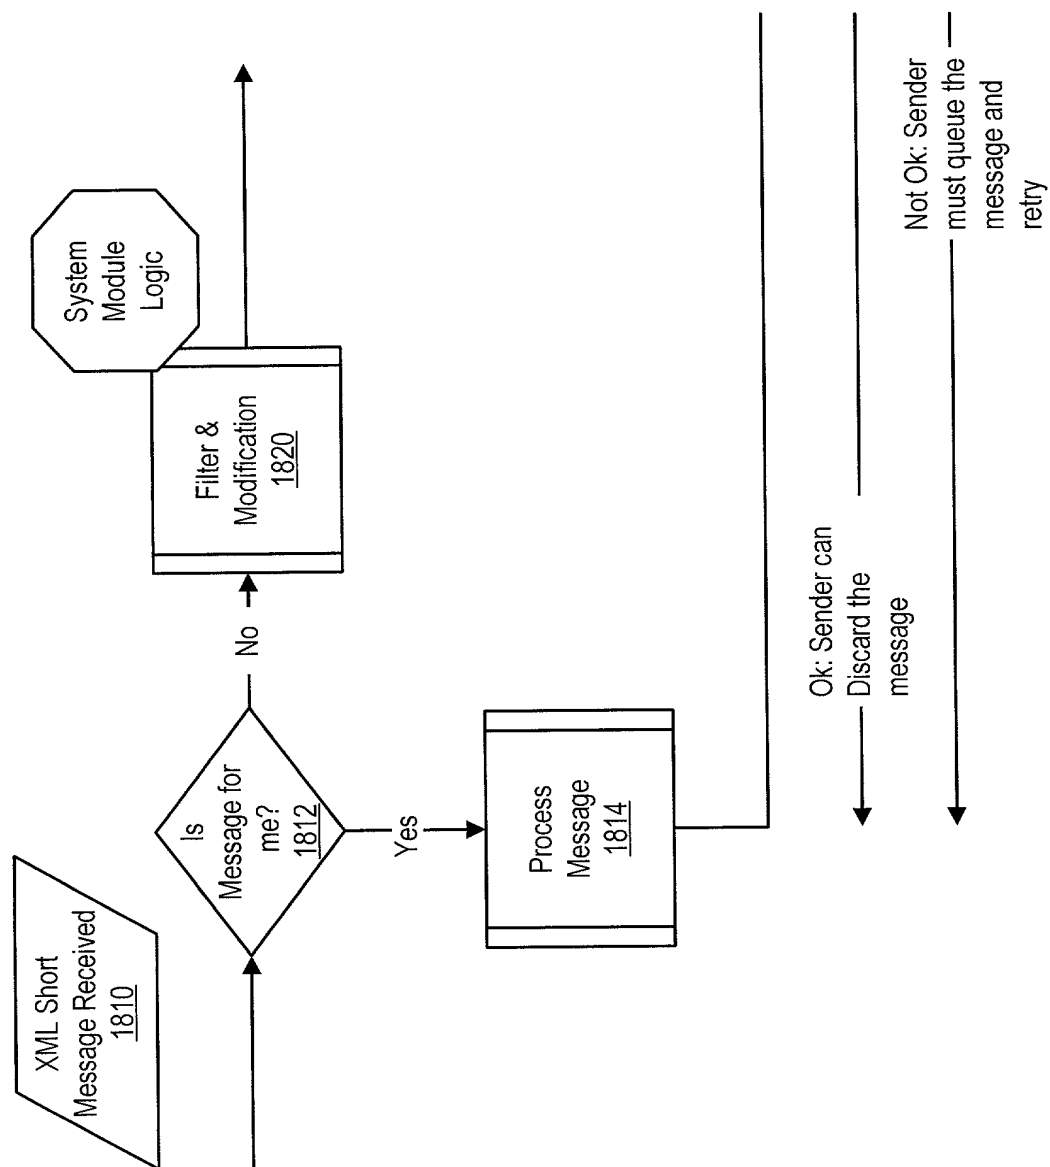 XML Short
Message Received
1810
Is
Message for
me?
1812
No
Yes
Filter &
Modification
1820
System
Module
Logic
Process
Message
1814
Ok: Sender can
Discard the
message
Not Ok: Sender
must queue the
message and
retry